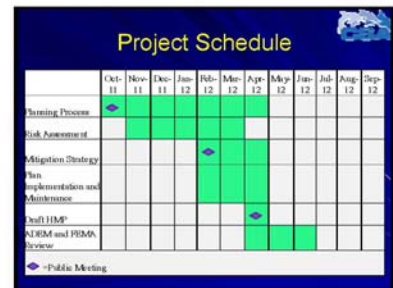 Project Schedule
Oct-11 Nov-11 Dec-11 Jan-12 Feb-12 Mar-12 Apr-12 May-12 Jun-12 Jul-12 Aug-12 Sep-12
Planning Process
Risk Assessment
Mitigation Strategy
Plan
Implementation and
Maintenance
Draft HMP
ADEM and FEMA
Review
=Public Meeting